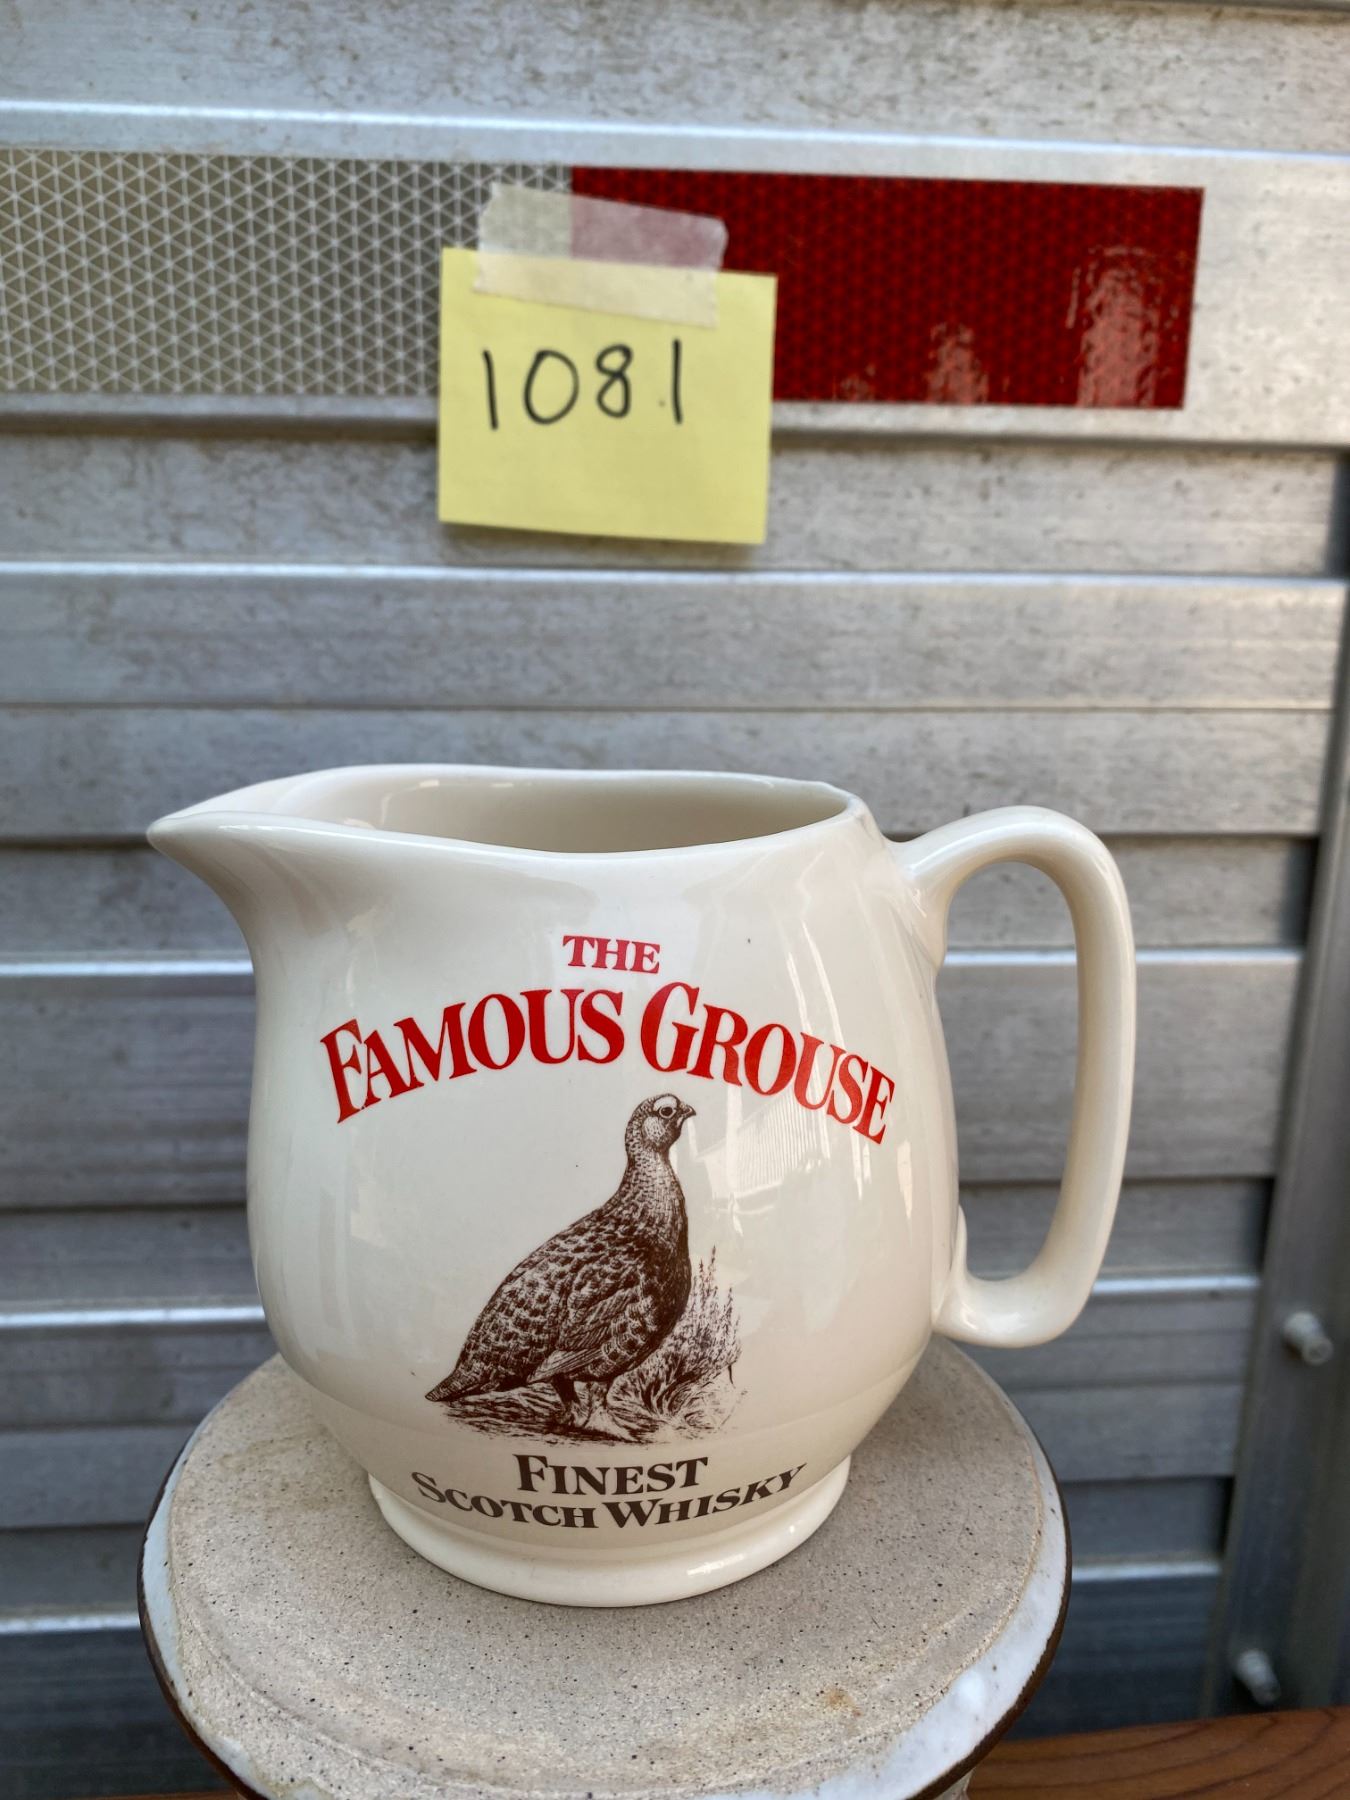 1081
THE
FAMOUS GROUSE
FINEST
SCOTCH WHISKY